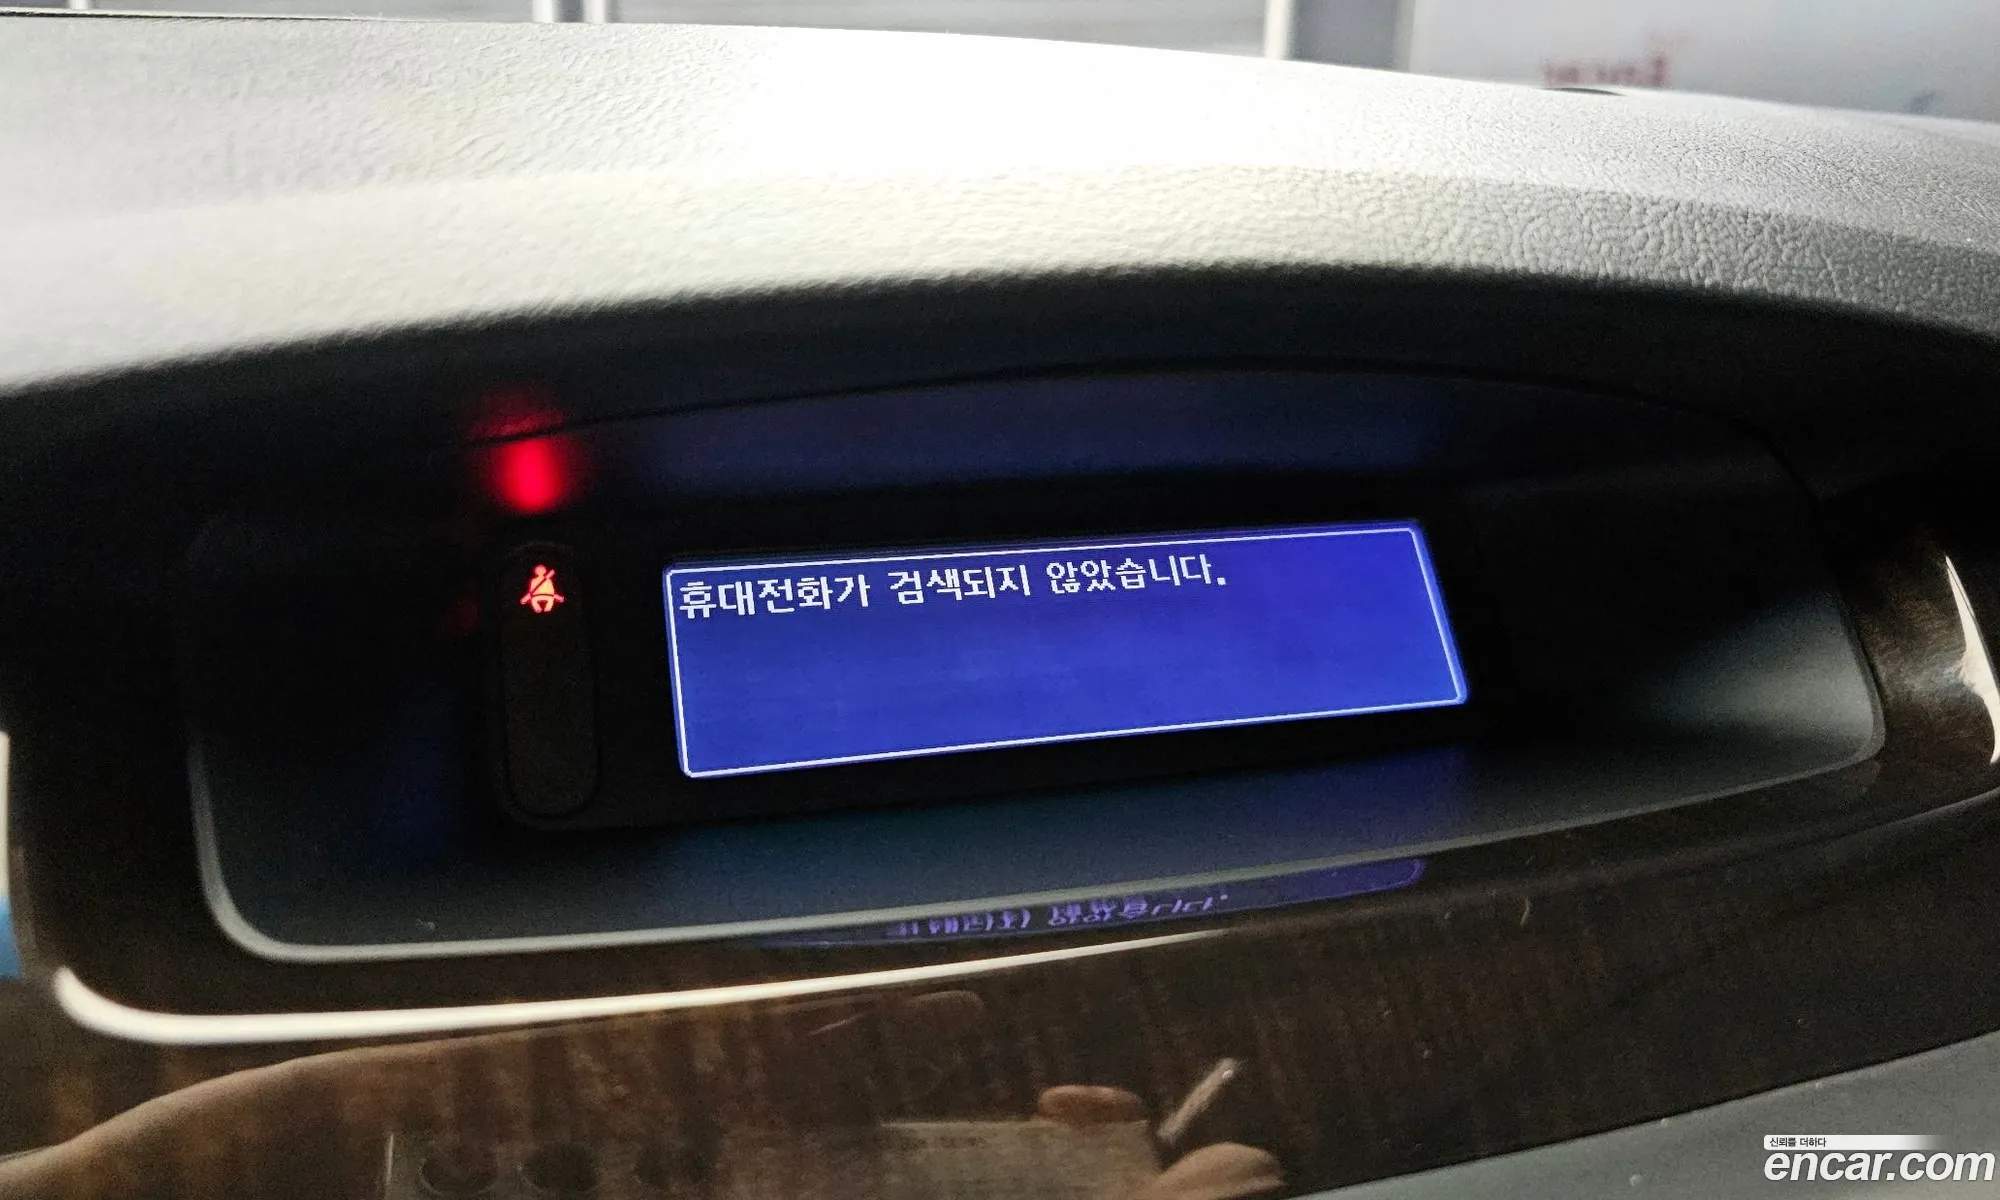 휴대전화가 검색되지 않았습니다.
신뢰를 더하다
encar.com